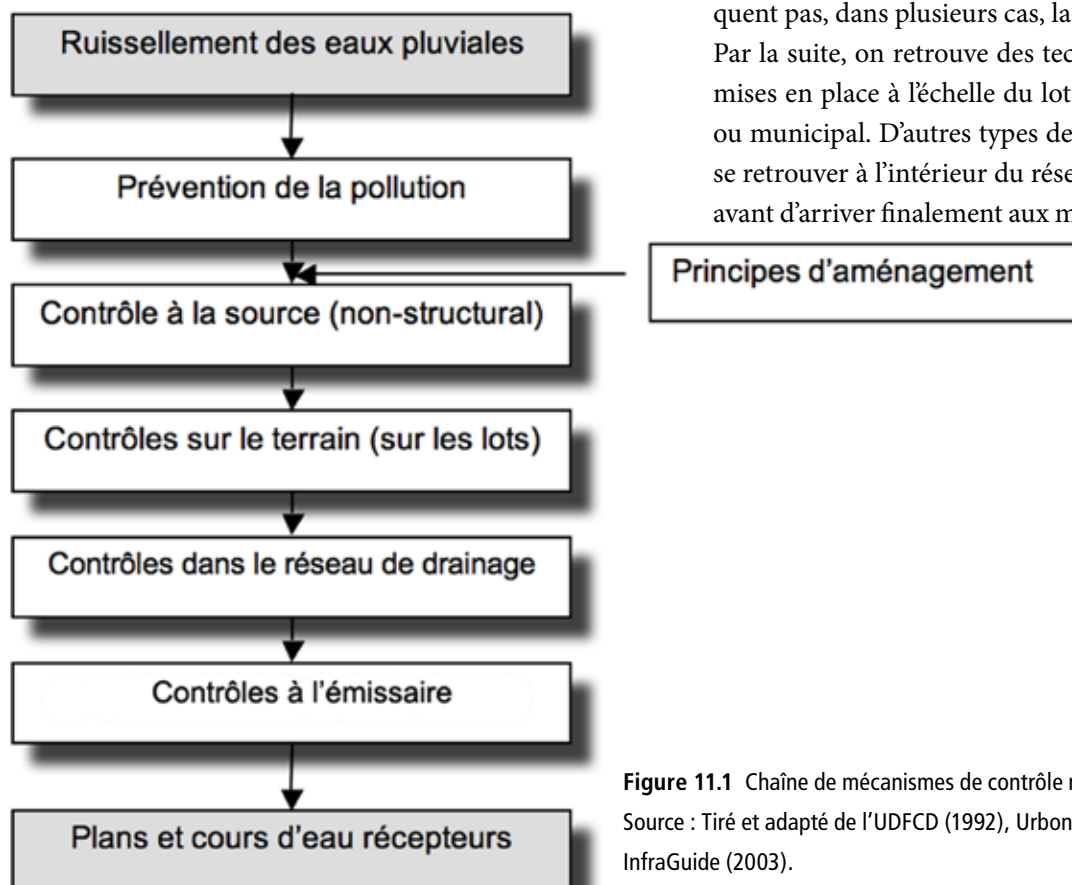 quent pas, dans plusieurs cas, la
Par la suite, on retrouve des tec
mises en place à l'échelle du lot
ou municipal. D'autres types de
se retrouver à l'intérieur du rése
avant d'arriver finalement aux m
Ruissellement des eaux pluviales
Prévention de la pollution
Principes d'aménagement
Contrôle à la source (non-structural)
Contrôles sur le terrain (sur les lots)
Contrôles dans le réseau de drainage
Contrôles à l'émissaire
Plans et cours d'eau récepteurs
Figure 11.1 Chaîne de mécanismes de contrôle
Source : Tiré et adapté de l'UDFCD (1992), Urbon
InfraGuide (2003).